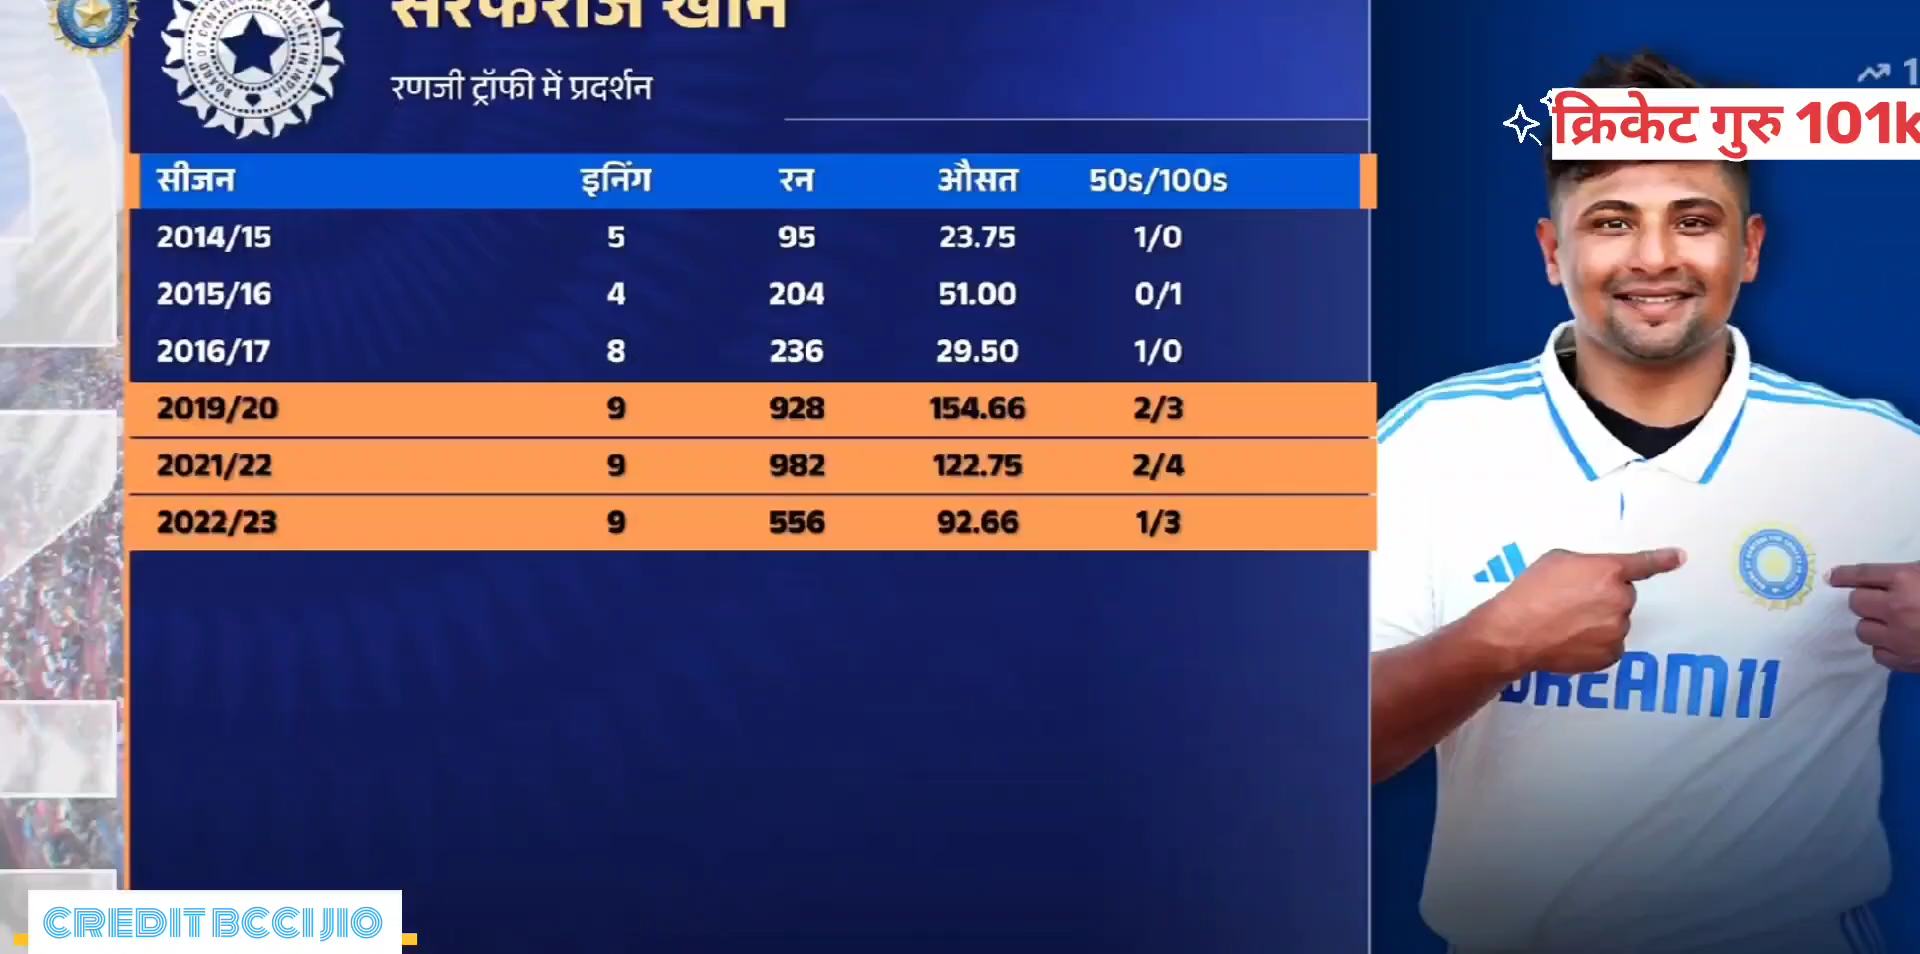 सरफराज खान
रणजी ट्रॉफी में प्रदर्शन
क्रिकेट गुरु 101k
सीजन इनिंग रन औसत 50s/100s
2014/15 5 95 23.75 1/0
2015/16 4 204 51.00 0/1
2016/17 8 236 29.50 1/0
2019/20 9 928 154.66 2/3
2021/22 9 982 122.75 2/4
2022/23 9 556 92.66 1/3
DREAM11
CREDIT BCCI JIO